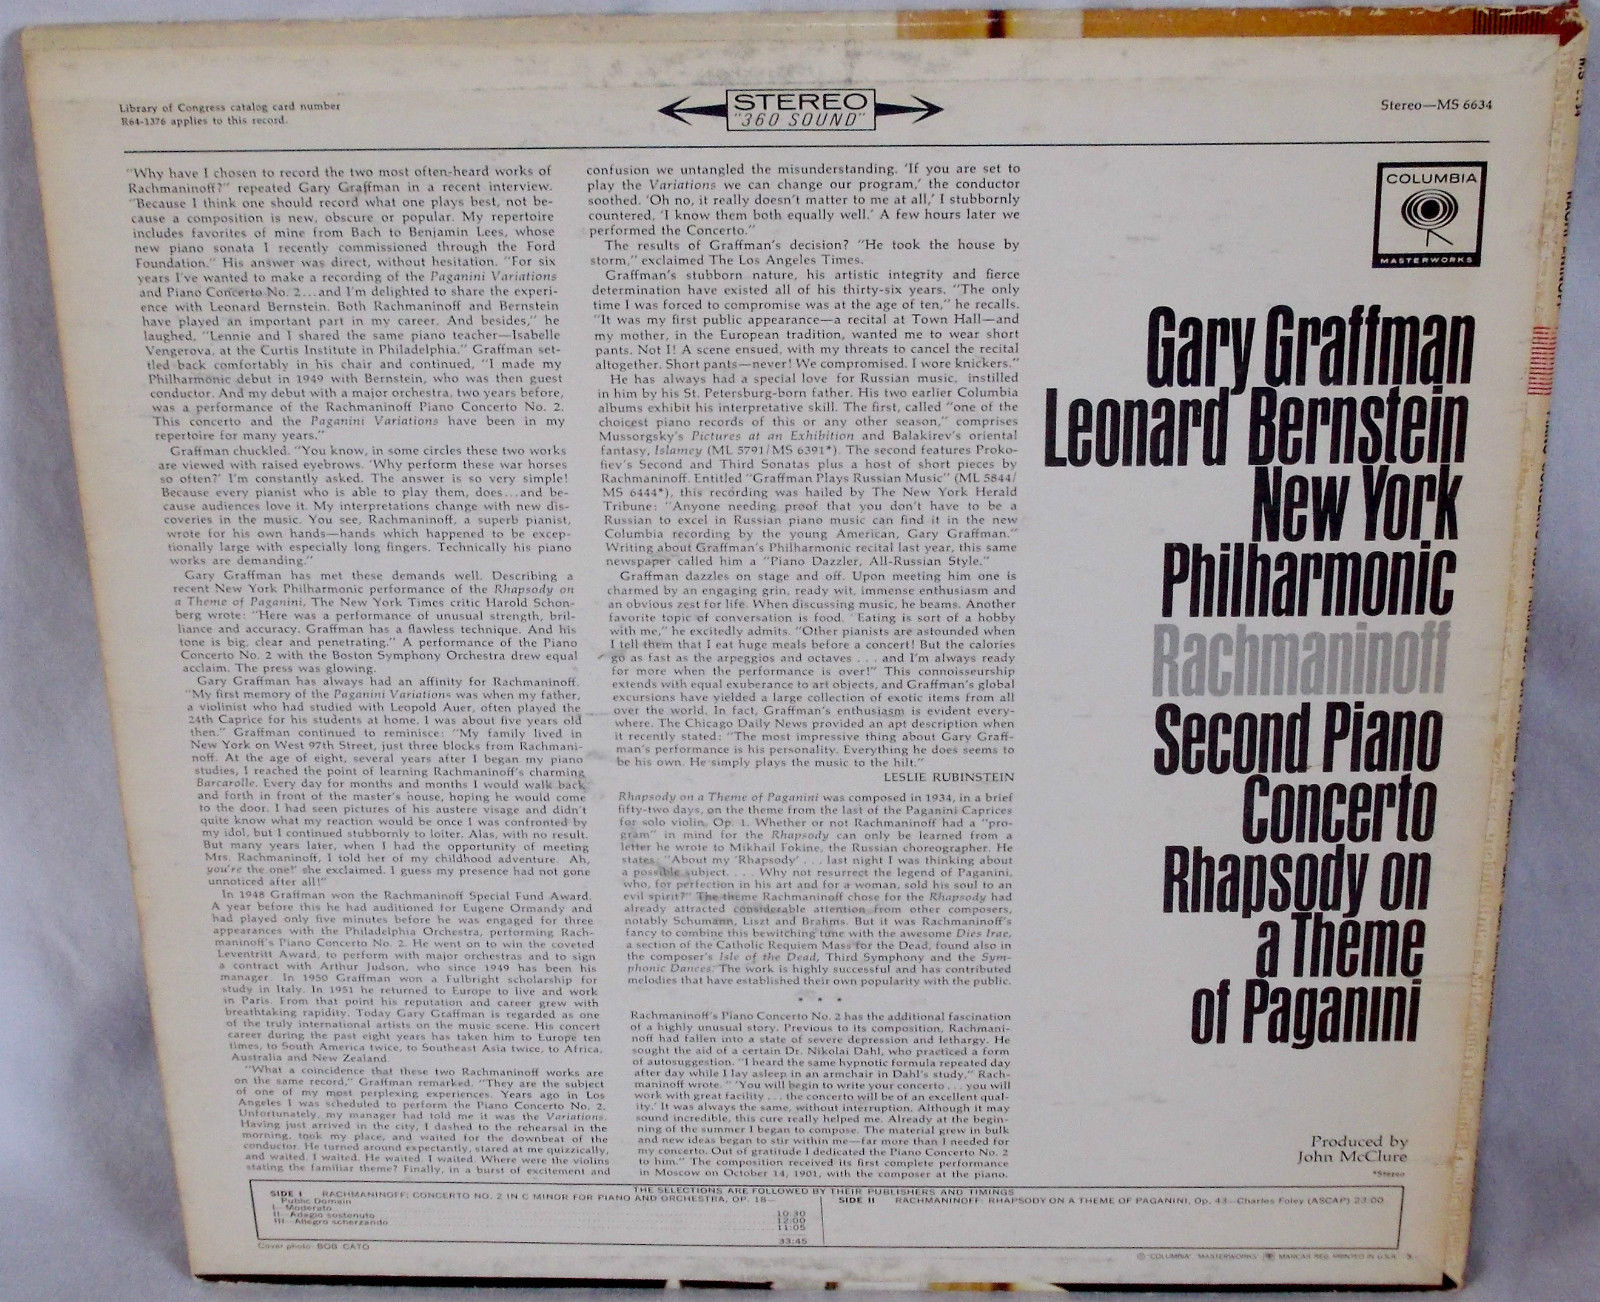 Library of Congress catalog card number
R64-1376 applies to this record.
STEREO
"360 SOUND"
Stereo—MS 6634
"Why have I chosen to record the two most often-heard works of
Rachmaninoff?" repeated Gary Graffman in a recent interview.
"Because I think one should record what one plays best, not be-
cause a composition is new, obscure or popular. My repertoire
includes favorites of mine from Bach to Benjamin Lees, whose
new piano sonata I recently commissioned through the Ford
Foundation." His answer was direct, without hesitation. "For six
years I've wanted to make a recording of the Paganini Variations
and Piano Concerto No. 2...and I'm delighted to share the experi-
ence with Leonard Bernstein. Both Rachmaninoff and Bernstein
have played an important part in my career. And besides," he
laughed, "Lennie and I shared the same piano teacher—Isabelle
Vengerova, at the Curtis Institute in Philadelphia." Graffman set-
tled back comfortably in his chair and continued, "I made my
Philharmonic debut in 1949 with Bernstein, who was then guest
conductor. And my debut with a major orchestra, two years before,
was a performance of the Rachmaninoff Piano Concerto No. 2.
This concerto and the Paganini Variations have been in my
repertoire for many years."
Graffman chuckled. "You know, in some circles these two works
are viewed with raised eyebrows. 'Why perform these war horses
so often?' I'm constantly asked. The answer is so very simple!
Because every pianist who is able to play them, does...and be-
cause audiences love it. My interpretations change with new dis-
coveries in the music. You see, Rachmaninoff, a superb pianist,
wrote for his own hands—hands which happened to be excep-
tionally large with especially long fingers. Technically his piano
works are demanding."
Gary Graffman has met these demands well. Describing a
recent New York Philharmonic performance of the Rhapsody on
a Theme of Paganini, The New York Times critic Harold Schon-
berg wrote: "Here was a performance of unusual strength, bril-
liance and accuracy. Graffman has a flawless technique. And his
tone is big, clear and penetrating." A performance of the Piano
Concerto No. 2 with the Boston Symphony Orchestra drew equal
acclaim. The press was glowing.
Gary Graffman has always had an affinity for Rachmaninoff.
"My first memory of the Paganini Variations was when my father,
a violinist who had studied with Leopold Auer, often played the
24th Caprice for his students at home. I was about five years old
then." Graffman continued to reminisce: "My family lived in
New York on West 97th Street, just three blocks from Rachmani-
noff. At the age of eight, several years after I began my piano
studies, I reached the point of learning Rachmaninoff's charming
Barcarolle. Every day for months and months I would walk back
and forth in front of the master's house, hoping he would come
to the door. I had seen pictures of his austere visage and didn't
quite know what my reaction would be once I was confronted by
my idol, but I continued stubbornly to loiter. Alas, with no result.
But many years later, when I had the opportunity of meeting
Mrs. Rachmaninoff, I told her of my childhood adventure. 'Ah,
you're the one!' she exclaimed. I guess my presence had not gone
unnoticed after all!"
In 1948 Graffman won the Rachmaninoff Special Fund Award.
A year before this he had auditioned for Eugene Ormandy and
had played only five minutes before he was engaged for three
appearances with the Philadelphia Orchestra, performing Rach-
maninoff's Piano Concerto No. 2. He went on to win the coveted
Leventritt Award, to perform with major orchestras and to sign
a contract with Arthur Judson, who since 1949 has been his
manager. In 1950 Graffman won a Fulbright scholarship for
study in Italy. In 1951 he returned to Europe to live and work
in Paris. From that point his reputation and career grew with
breathtaking rapidity. Today Gary Graffman is regarded as one
of the truly international artists on the music scene. His concert
career during the past eight years has taken him to Europe ten
times, to South America twice, to Southeast Asia twice, to Africa,
Australia and New Zealand.
"What a coincidence that these two Rachmaninoff works are
on the same record," Graffman remarked. "They are the subject
of one of my most perplexing experiences. Years ago in Los
Angeles I was scheduled to perform the Piano Concerto No. 2.
Unfortunately, my manager had told me it was the Variations.
Having just arrived in the city, I dashed to the rehearsal in the
morning, took my place, and waited for the downbeat of the
conductor. He turned around expectantly, stared at me quizzically,
and waited. I waited. He waited. I waited. Where were the violins
stating the familiar theme? Finally, in a burst of excitement and
confusion we untangled the misunderstanding. 'If you are set to
play the Variations we can change our program,' the conductor
soothed. 'Oh no, it really doesn't matter to me at all,' I stubbornly
countered, 'I know them both equally well.' A few hours later we
performed the Concerto."
The results of Graffman's decision? "He took the house by
storm," exclaimed The Los Angeles Times.
Graffman's stubborn nature, his artistic integrity and fierce
determination have existed all of his thirty-six years. "The only
time I was forced to compromise was at the age of ten," he recalls.
"It was my first public appearance—a recital at Town Hall—and
my mother, in the European tradition, wanted me to wear short
pants. Not I! A scene ensued, with my threats to cancel the recital
altogether. Short pants—never! We compromised. I wore knickers."
He has always had a special love for Russian music, instilled
in him by his St. Petersburg-born father. His two earlier Columbia
albums exhibit his interpretative skill. The first, called "one of the
choicest piano records of this or any other season," comprises
Mussorgsky's Pictures at an Exhibition and Balakirev's oriental
fantasy, Islamey (ML 5791/MS 6391*). The second features Proko-
fiev's Second and Third Sonatas plus a host of short pieces by
Rachmaninoff. Entitled "Graffman Plays Russian Music" (ML 5844/
MS 6444*), this recording was hailed by The New York Herald
Tribune: "Anyone needing proof that you don't have to be a
Russian to excel in Russian piano music can find it in the new
Columbia recording by the young American, Gary Graffman."
Writing about Graffman's Philharmonic recital last year, this same
newspaper called him a "Piano Dazzler, All-Russian Style."
Graffman dazzles on stage and off. Upon meeting him one is
charmed by an engaging grin, ready wit, immense enthusiasm and
an obvious zest for life. When discussing music, he beams. Another
favorite topic of conversation is food. "Eating is sort of a hobby
with me," he excitedly admits. "Other pianists are astounded when
I tell them that I eat huge meals before a concert! But the calories
go as fast as the arpeggios and octaves . . . and I'm always ready
for more when the performance is over!" This connoisseurship
extends with equal exuberance to art objects, and Graffman's global
excursions have yielded a large collection of exotic items from all
over the world. In fact, Graffman's enthusiasm is evident every-
where. The Chicago Daily News provided an apt description when
it recently stated: "The most impressive thing about Gary Graff-
man's performance is his personality. Everything he does seems to
be his own. He simply plays the music to the hilt."
LESLIE RUBINSTEIN
Rhapsody on a Theme of Paganini was composed in 1934, in a brief
fifty-two days, on the theme from the last of the Paganini Caprices
for solo violin, Op. 1. Whether or not Rachmaninoff had a "pro-
gram" in mind for the Rhapsody can only be learned from a
letter he wrote to Mikhail Fokine, the Russian choreographer. He
states: "About my 'Rhapsody' . . . last night I was thinking about
a possible subject. . . . Why not resurrect the legend of Paganini,
who, for perfection in his art and for a woman, sold his soul to an
evil spirit?" The theme Rachmaninoff chose for the Rhapsody had
already attracted considerable attention from other composers,
notably Schumann, Liszt and Brahms. But it was Rachmaninoff's
fancy to combine this bewitching tune with the awesome Dies Irae,
a section of the Catholic Requiem Mass for the Dead, found also in
the composer's Isle of the Dead, Third Symphony and the Sym-
phonic Dances. The work is highly successful and has contributed
melodies that have established their own popularity with the public.
* * *
Rachmaninoff's Piano Concerto No. 2 has the additional fascination
of a highly unusual story. Previous to its composition, Rachmani-
noff had fallen into a state of severe depression and lethargy. He
sought the aid of a certain Dr. Nikolai Dahl, who practiced a form
of autosuggestion. "I heard the same hypnotic formula repeated day
after day while I lay asleep in an armchair in Dahl's study," Rach-
maninoff wrote. " 'You will begin to write your concerto . . . you will
work with great facility . . . the concerto will be of an excellent qual-
ity.' It was always the same, without interruption. Although it may
sound incredible, this cure really helped me. Already at the begin-
ning of the summer I began to compose. The material grew in bulk
and new ideas began to stir within me—far more than I needed for
my concerto. Out of gratitude I dedicated the Piano Concerto No. 2
to him." The composition received its first complete performance
in Moscow on October 14, 1901, with the composer at the piano.
COLUMBIA
MASTERWORKS
Gary Graffman
Leonard Bernstein
New York
Philharmonic
Rachmaninoff
Second Piano
Concerto
Rhapsody on
a Theme
of Paganini
Produced by
John McClure
*Stereo
THE SELECTIONS ARE FOLLOWED BY THEIR PUBLISHERS AND TIMINGS
SIDE I RACHMANINOFF: CONCERTO NO. 2 IN C MINOR FOR PIANO AND ORCHESTRA, OP. 18—
Public Domain
I—Moderato 10:30
II—Adagio sostenuto 12:00
III—Allegro scherzando 11:05
33:45
SIDE II RACHMANINOFF: RHAPSODY ON A THEME OF PAGANINI, Op. 43—Charles Foley (ASCAP) 23:00
Cover photo: BOB CATO
® "COLUMBIA", "MASTERWORKS", MARCAS REG. PRINTED IN U.S.A.